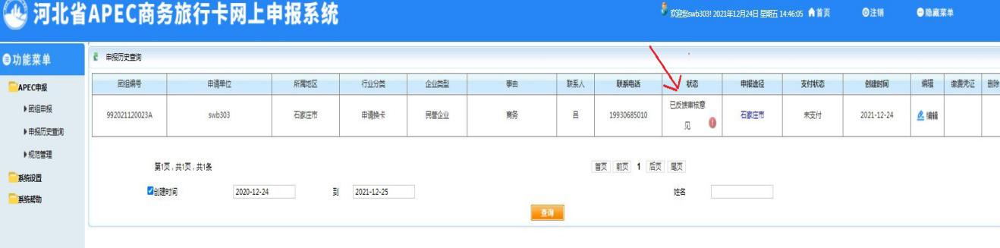 河北省APEC商务旅行卡网上申报系统
欢迎您swb303! 2021年12月24日 星期五 14:46:05 首页 注销 隐藏菜单
功能菜单
APEC申报
团组申报
申报历史查询
规范管理
系统设置
系统帮助
申报历史查询
团组编号 申请单位 所属地区 行业分类 企业类型 事由 联系人 联系电话 状态 申报途径 支付状态 创建时间 编辑 缴费凭证 删除
992021120023A swb303 石家庄市 申请换卡 民营企业 商务 吕 19930685010 已反馈审核意见 石家庄市 未支付 2021-12-24 编辑
第1页 , 共1页 , 共1条 首页 前页 1 后页 尾页
创建时间 2020-12-24 到 2021-12-25 姓名
查询